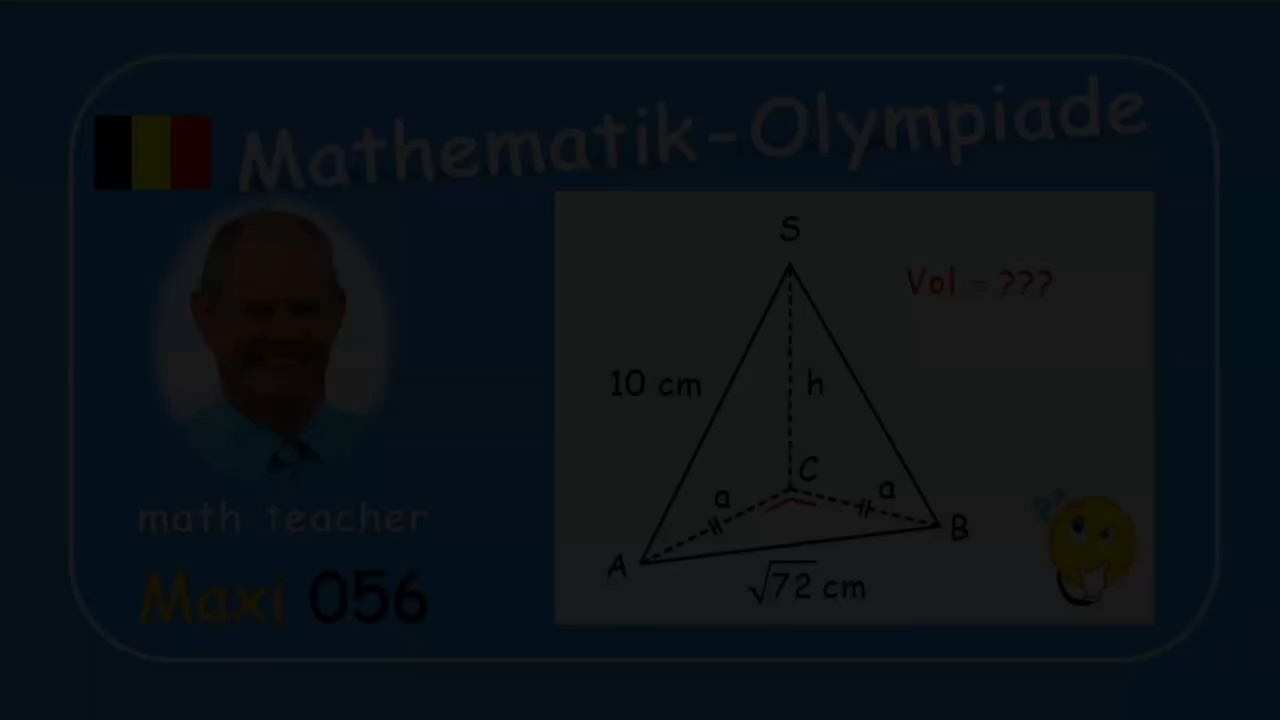 Mathematik-Olympiade
S
Vol = ???
10 cm
h
C
a
a
A
B
√72 cm
??
math teacher
Maxi 056